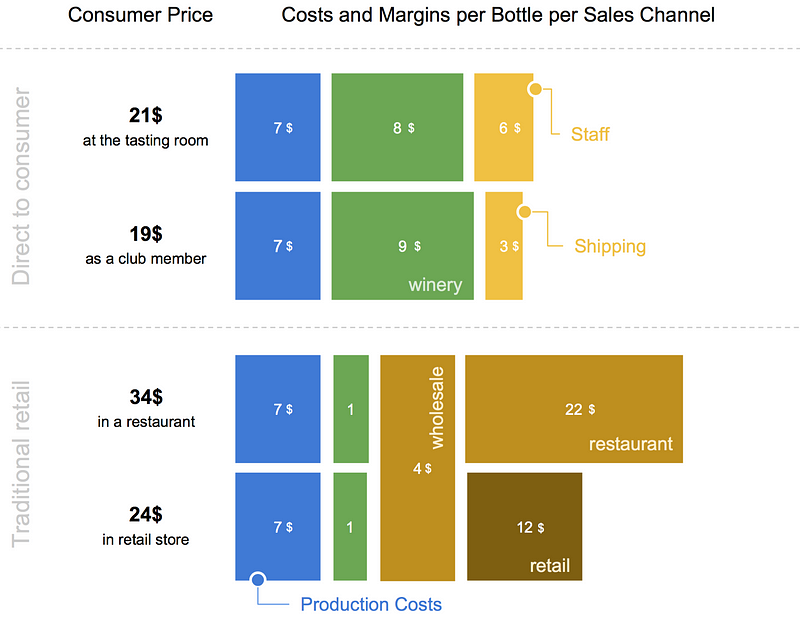 Consumer Price
Costs and Margins per Bottle per Sales Channel
Direct to consumer
21$
at the tasting room
7 $
8 $
6 $
Staff
19$
as a club member
7 $
9 $
winery
3 $
Shipping
Traditional retail
34$
in a restaurant
7 $
1
wholesale
4 $
22 $
restaurant
24$
in retail store
7 $
1
12 $
retail
Production Costs